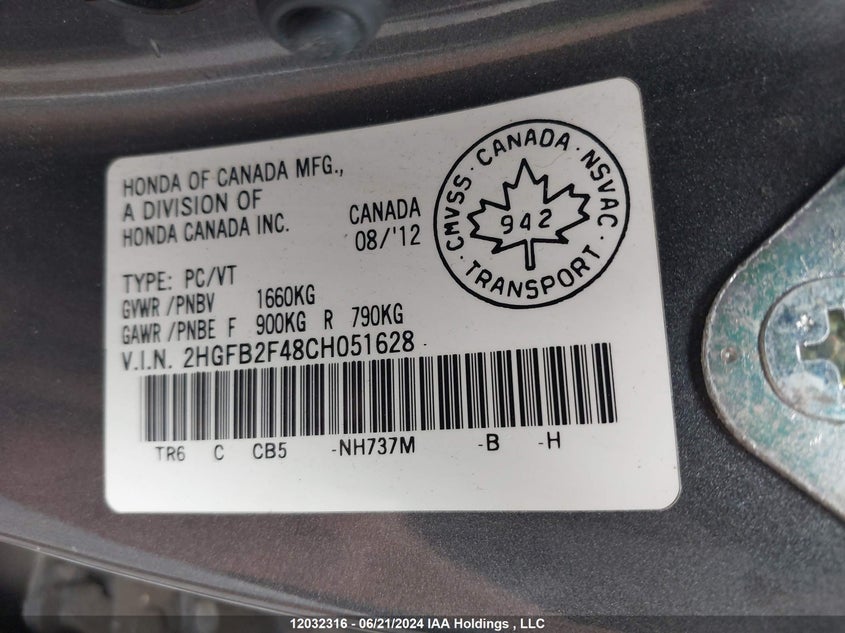 HONDA OF CANADA MFG.,
A DIVISION OF
HONDA CANADA INC.
CANADA
08/'12
CMVSS · CANADA · NSVAC
942
· TRANSPORT ·
TYPE: PC/VT
GVWR/PNBV 1660KG
GAWR/PNBE F 900KG R 790KG
V.I.N. 2HGFB2F48CH051628
TR6 C CB5 -NH737M -B -H
12032316 - 06/21/2024 IAA Holdings , LLC